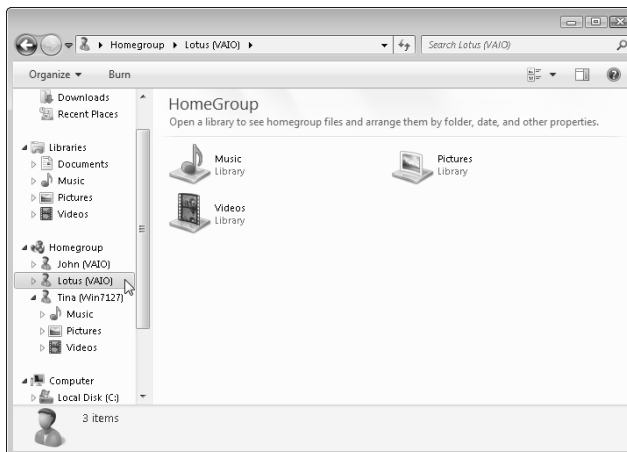 Homegroup ▸ Lotus (VAIO) ▸
Search Lotus (VAIO)
Organize ▾ Burn
Downloads
Recent Places
Libraries
Documents
Music
Pictures
Videos
Homegroup
John (VAIO)
Lotus (VAIO)
Tina (Win7127)
Music
Pictures
Videos
Computer
Local Disk (C:)
HomeGroup
Open a library to see homegroup files and arrange them by folder, date, and other properties.
Music
Library
Pictures
Library
Videos
Library
3 items